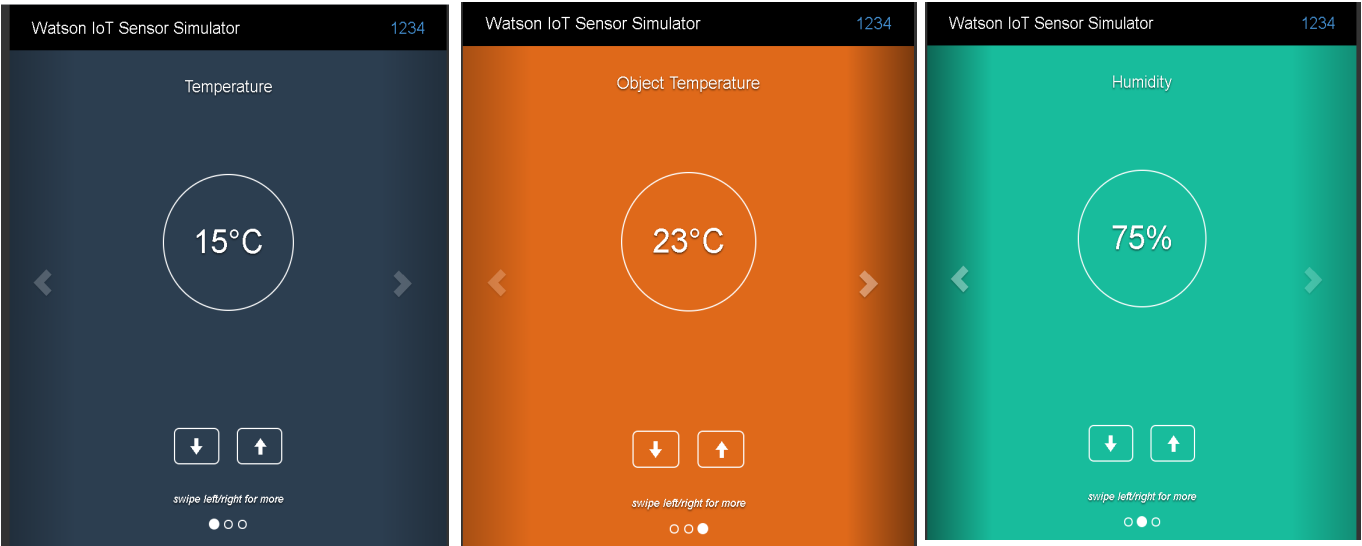 Watson IoT Sensor Simulator 1234
Temperature
15°C
swipe left/right for more
Watson IoT Sensor Simulator 1234
Object Temperature
23°C
swipe left/right for more
Watson IoT Sensor Simulator 1234
Humidity
75%
swipe left/right for more